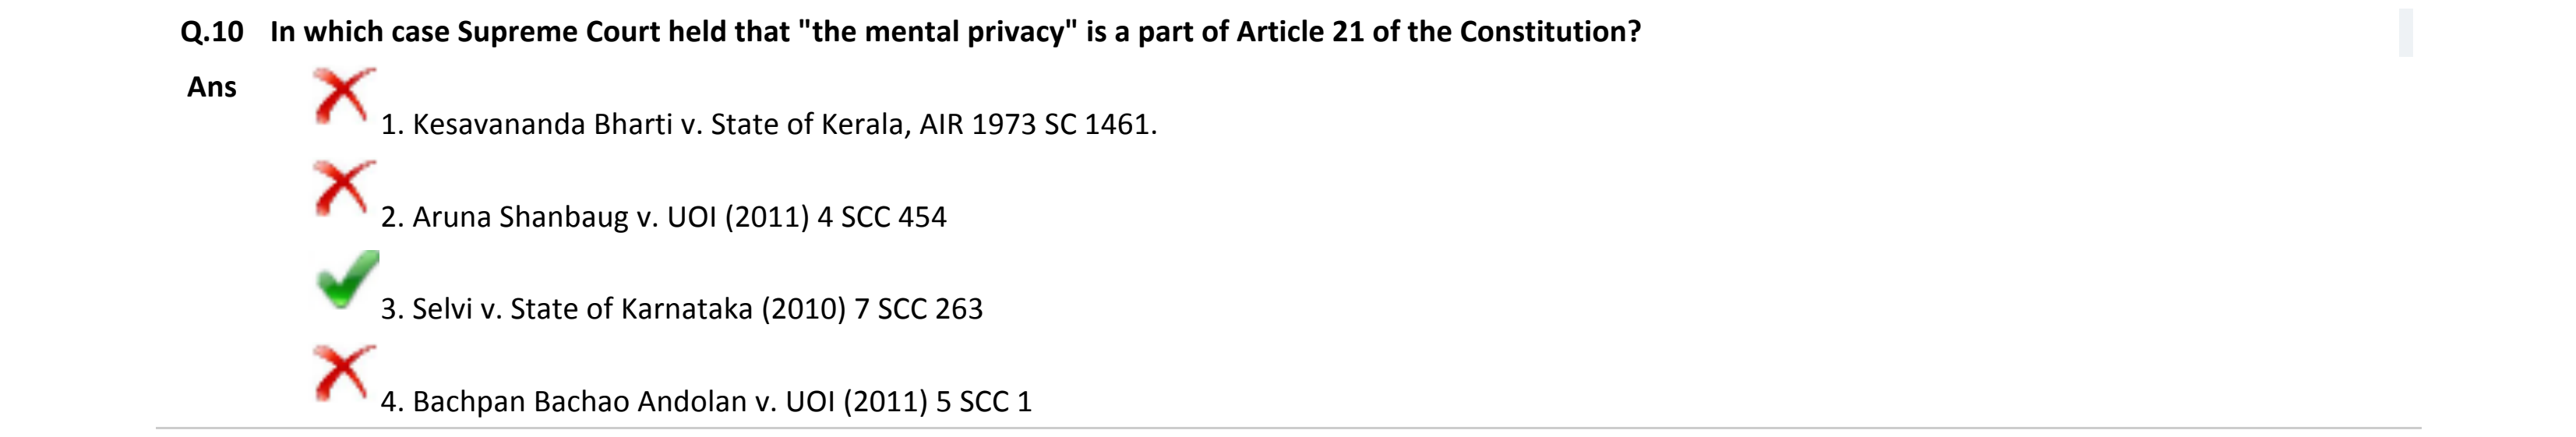 Q.10 In which case Supreme Court held that "the mental privacy" is a part of Article 21 of the Constitution?
Ans
1. Kesavananda Bharti v. State of Kerala, AIR 1973 SC 1461.
2. Aruna Shanbaug v. UOI (2011) 4 SCC 454
3. Selvi v. State of Karnataka (2010) 7 SCC 263
4. Bachpan Bachao Andolan v. UOI (2011) 5 SCC 1